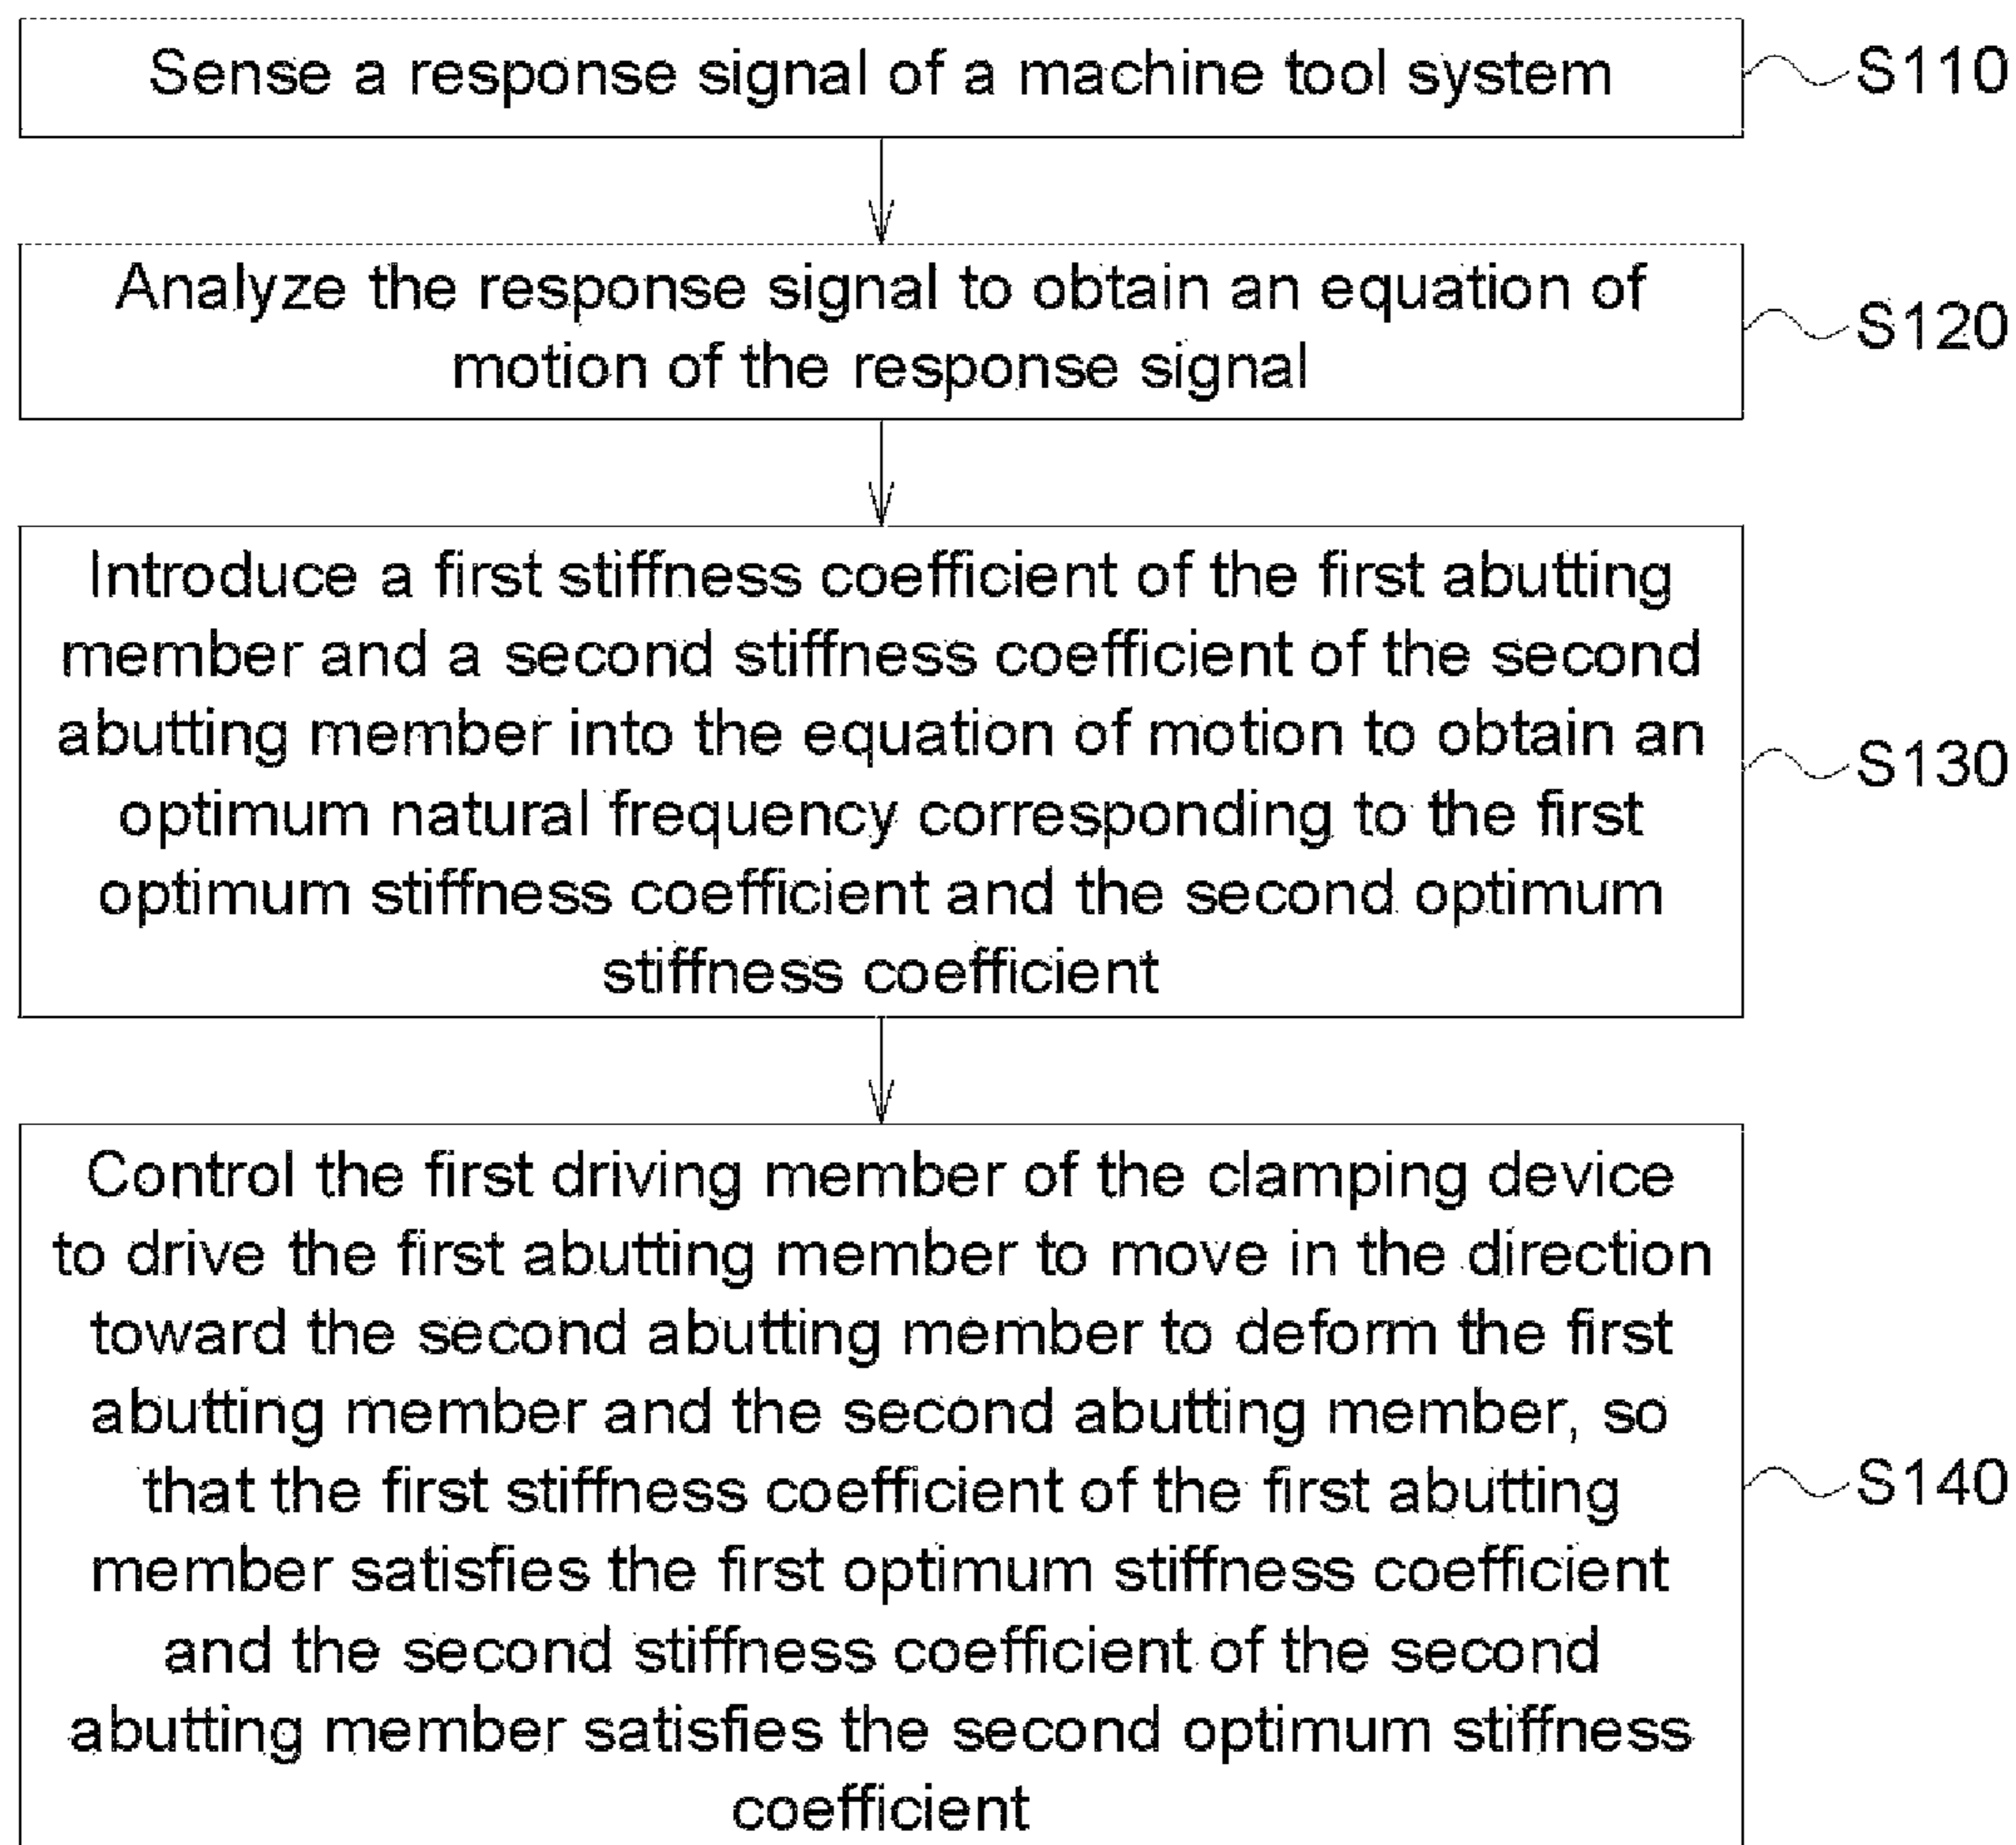 Sense a response signal of a machine tool system
S110
Analyze the response signal to obtain an equation of
motion of the response signal
S120
Introduce a first stiffness coefficient of the first abutting
member and a second stiffness coefficient of the second
abutting member into the equation of motion to obtain an
optimum natural frequency corresponding to the first
optimum stiffness coefficient and the second optimum
stiffness coefficient
S130
Control the first driving member of the clamping device
to drive the first abutting member to move in the direction
toward the second abutting member to deform the first
abutting member and the second abutting member, so
that the first stiffness coefficient of the first abutting
member satisfies the first optimum stiffness coefficient
and the second stiffness coefficient of the second
abutting member satisfies the second optimum stiffness
coefficient
S140